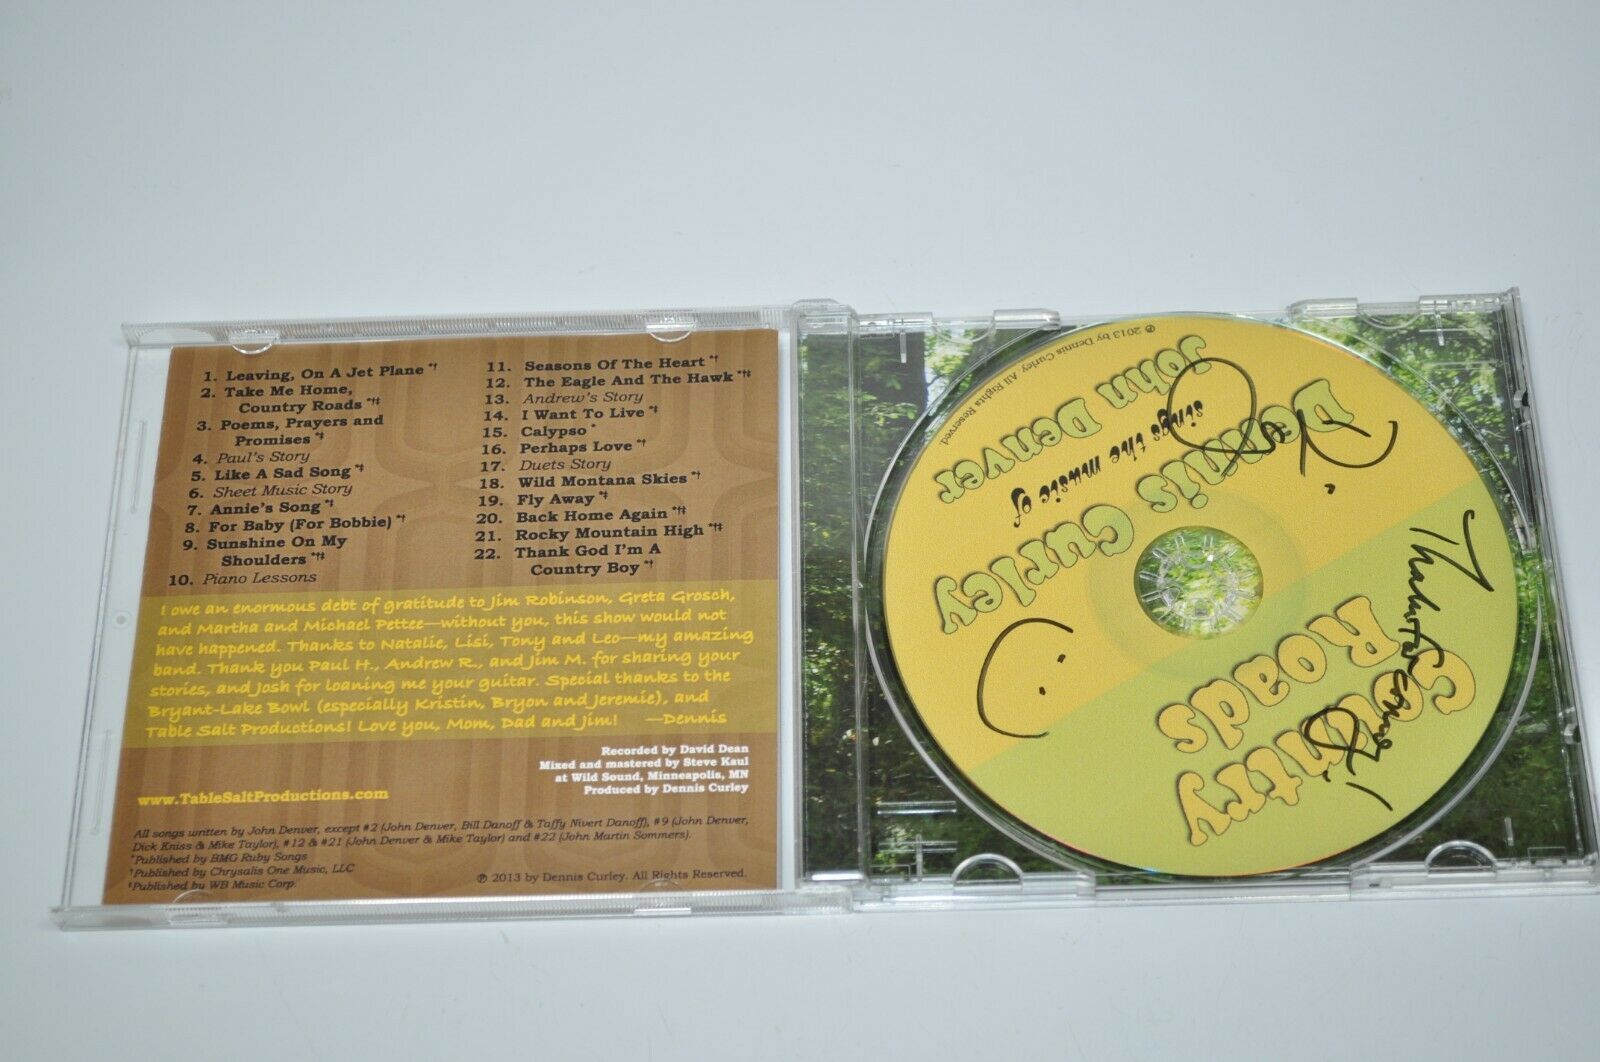 1. Leaving, On A Jet Plane *†
2. Take Me Home,
Country Roads *†‡
3. Poems, Prayers and
Promises *‡
4. Paul's Story
5. Like A Sad Song *‡
6. Sheet Music Story
7. Annie's Song *‡
8. For Baby (For Bobbie) *†
9. Sunshine On My
Shoulders *†‡
10. Piano Lessons
11. Seasons Of The Heart *†
12. The Eagle And The Hawk *†‡
13. Andrew's Story
14. I Want To Live *‡
15. Calypso *
16. Perhaps Love *†
17. Duets Story
18. Wild Montana Skies *†
19. Fly Away *‡
20. Back Home Again *†‡
21. Rocky Mountain High *†‡
22. Thank God I'm A
Country Boy *†
I owe an enormous debt of gratitude to Jim Robinson, Greta Grosch,
and Martha and Michael Pettee—without you, this show would not
have happened. Thanks to Natalie, Lisi, Tony and Leo—my amazing
band. Thank you Paul H., Andrew R., and Jim M. for sharing your
stories, and Josh for loaning me your guitar. Special thanks to the
Bryant-Lake Bowl (especially Kristin, Bryon and Jeremie), and
Table Salt Productions! Love you, Mom, Dad and Jim! —Dennis
Recorded by David Dean
Mixed and mastered by Steve Kaul
at Wild Sound, Minneapolis, MN
Produced by Dennis Curley
www.TableSaltProductions.com
All songs written by John Denver, except #2 (John Denver, Bill Danoff & Taffy Nivert Danoff), #9 (John Denver,
Dick Kniss & Mike Taylor), #12 & #21 (John Denver & Mike Taylor) and #22 (John Martin Sommers).
*Published by BMG Ruby Songs
†Published by Chrysalis One Music, LLC
‡Published by WB Music Corp.
℗ 2013 by Dennis Curley. All Rights Reserved.
Country
Roads
Dennis Curley
sings the music of
John Denver
℗ 2013 by Dennis Curley All Rights Reserved